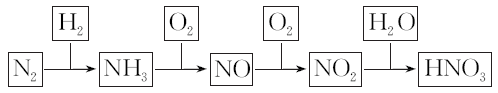 H₂ O₂ O₂ H₂O
N₂ NH₃ NO NO₂ HNO₃